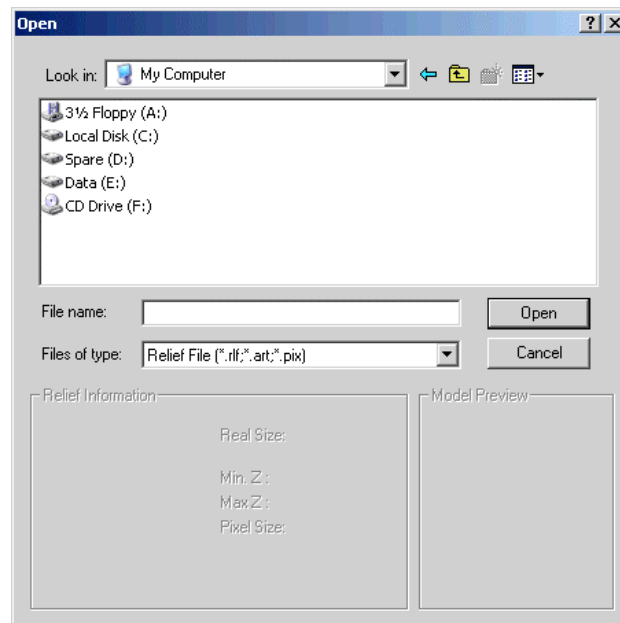 Open
Look in: My Computer
3½ Floppy (A:)
Local Disk (C:)
Spare (D:)
Data (E:)
CD Drive (F:)
File name: Open
Files of type: Relief File (*.rlf;*.art;*.pix) Cancel
Relief Information Model Preview
Real Size:
Min. Z :
Max Z :
Pixel Size: